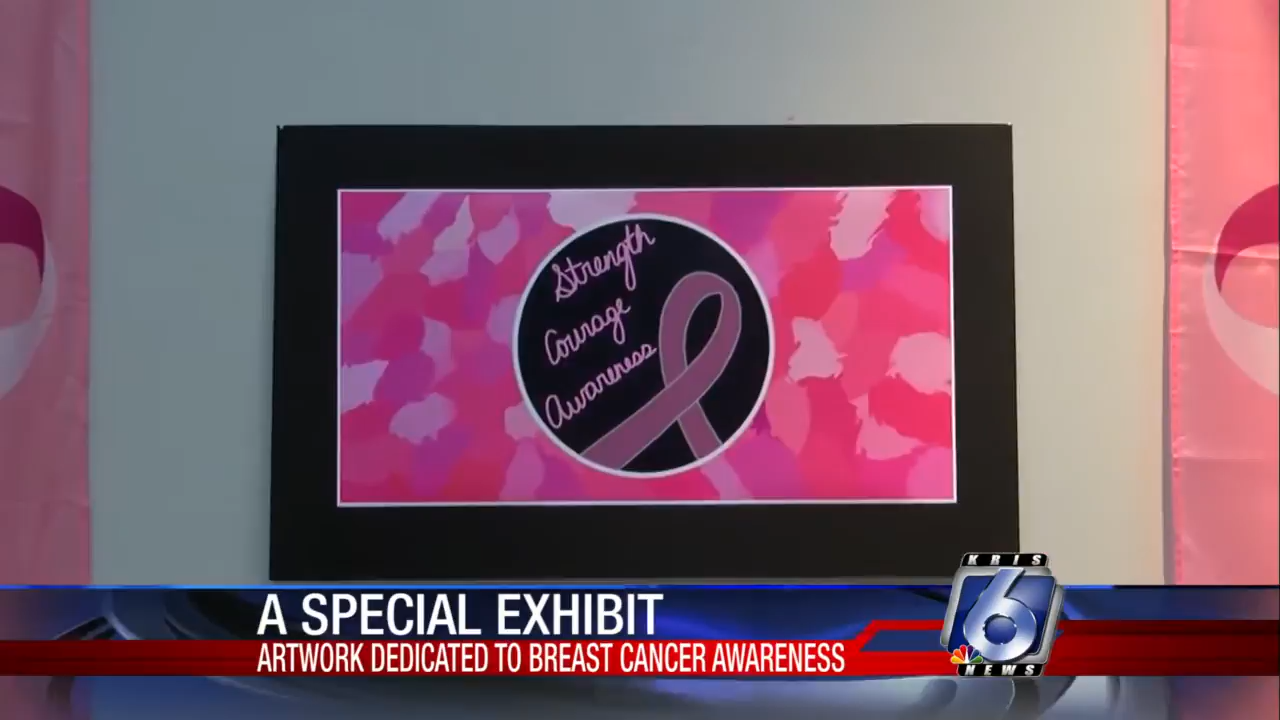 Strength
Courage
Awareness
A SPECIAL EXHIBIT
ARTWORK DEDICATED TO BREAST CANCER AWARENESS
KRIS
6
NEWS